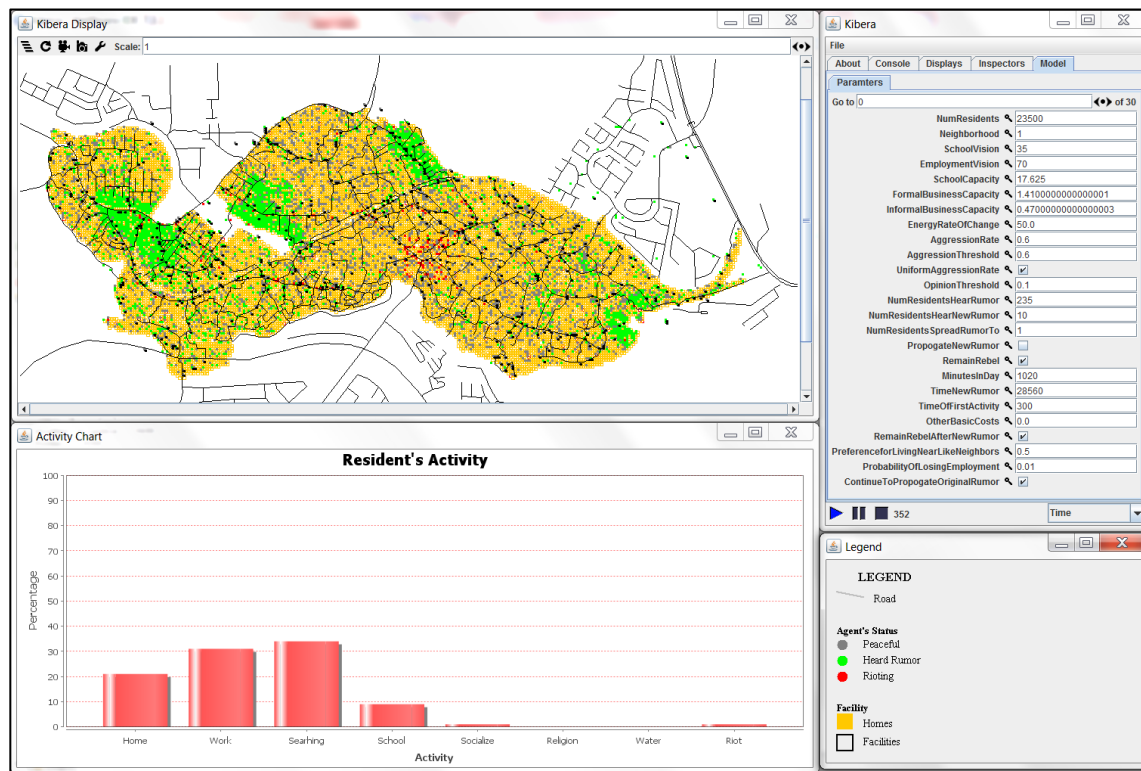 Kibera Display
Scale: 1
Kibera
File
About Console Displays Inspectors Model
Paramters
Go to 0 of 30
NumResidents 23500
Neighborhood 1
SchoolVision 35
EmploymentVision 70
SchoolCapacity 17.625
FormalBusinessCapacity 1.4100000000000001
InformalBusinessCapacity 0.47000000000000003
EnergyRateOfChange 50.0
AggressionRate 0.6
AggressionThreshold 0.6
UniformAggressionRate
OpinionThreshold 0.1
NumResidentsHearRumor 235
NumResidentsHearNewRumor 10
NumResidentsSpreadRumorTo 1
PropogateNewRumor
RemainRebel
MinutesInDay 1020
TimeNewRumor 28560
TimeOfFirstActivity 300
OtherBasicCosts 0.0
RemainRebelAfterNewRumor
PreferenceforLivingNearLikeNeighbors 0.5
ProbabilityOfLosingEmployment 0.01
ContinueToPropogateOriginalRumor
352 Time
Activity Chart
Resident's Activity
Percentage
100
90
80
70
60
50
40
30
20
10
0
Home Work Searhing School Socialize Religion Water Riot
Activity
Legend
LEGEND
Road
Agent's Status
Peaceful
Heard Rumor
Rioting
Facility
Homes
Facilities